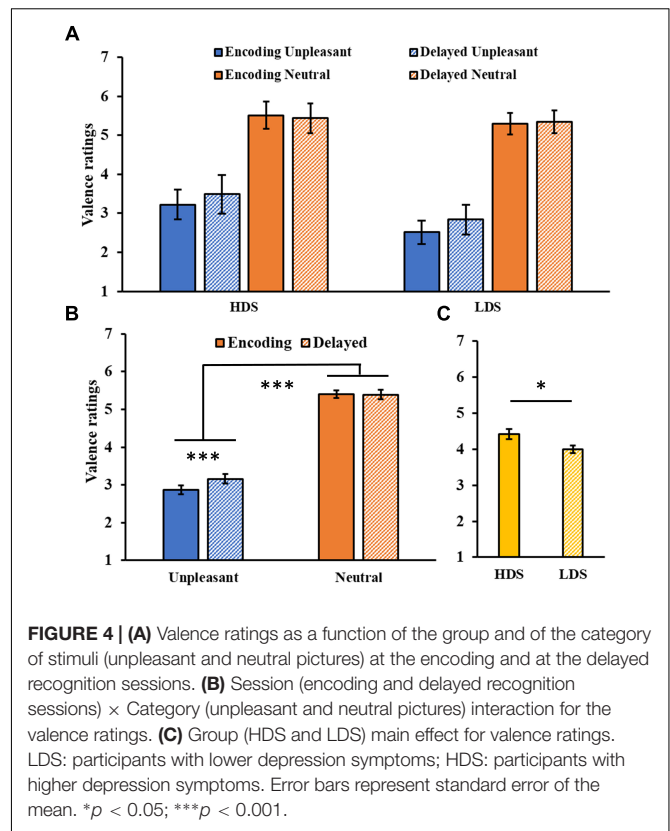 A
Encoding Unpleasant Delayed Unpleasant
Encoding Neutral Delayed Neutral
7
6
5
4
3
2
1
Valence ratings
HDS LDS
B
Encoding Delayed
7
6
5
4
3
2
1
Valence ratings
***
***
Unpleasant Neutral
C
7
6
5
4
3
2
1
*
HDS LDS
FIGURE 4 | (A) Valence ratings as a function of the group and of the category
of stimuli (unpleasant and neutral pictures) at the encoding and at the delayed
recognition sessions. (B) Session (encoding and delayed recognition
sessions) × Category (unpleasant and neutral pictures) interaction for the
valence ratings. (C) Group (HDS and LDS) main effect for valence ratings.
LDS: participants with lower depression symptoms; HDS: participants with
higher depression symptoms. Error bars represent standard error of the
mean. *p < 0.05; ***p < 0.001.